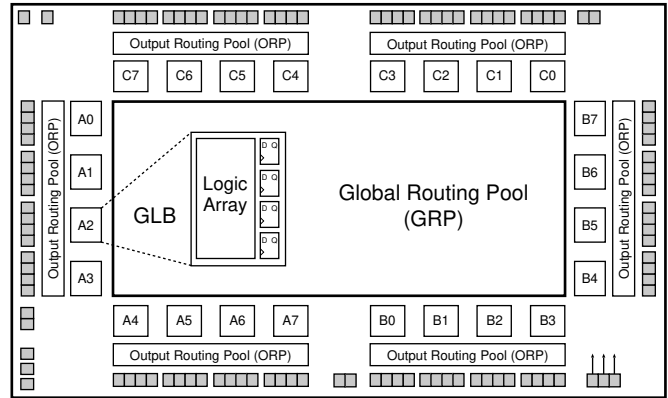 Output Routing Pool (ORP)
Output Routing Pool (ORP)
C7 C6 C5 C4
C3 C2 C1 C0
Output Routing Pool (ORP)
A0
A1
A2
A3
GLB
Logic
Array
D Q
D Q
D Q
D Q
Global Routing Pool
(GRP)
B7
B6
B5
B4
Output Routing Pool (ORP)
A4 A5 A6 A7
B0 B1 B2 B3
Output Routing Pool (ORP)
Output Routing Pool (ORP)